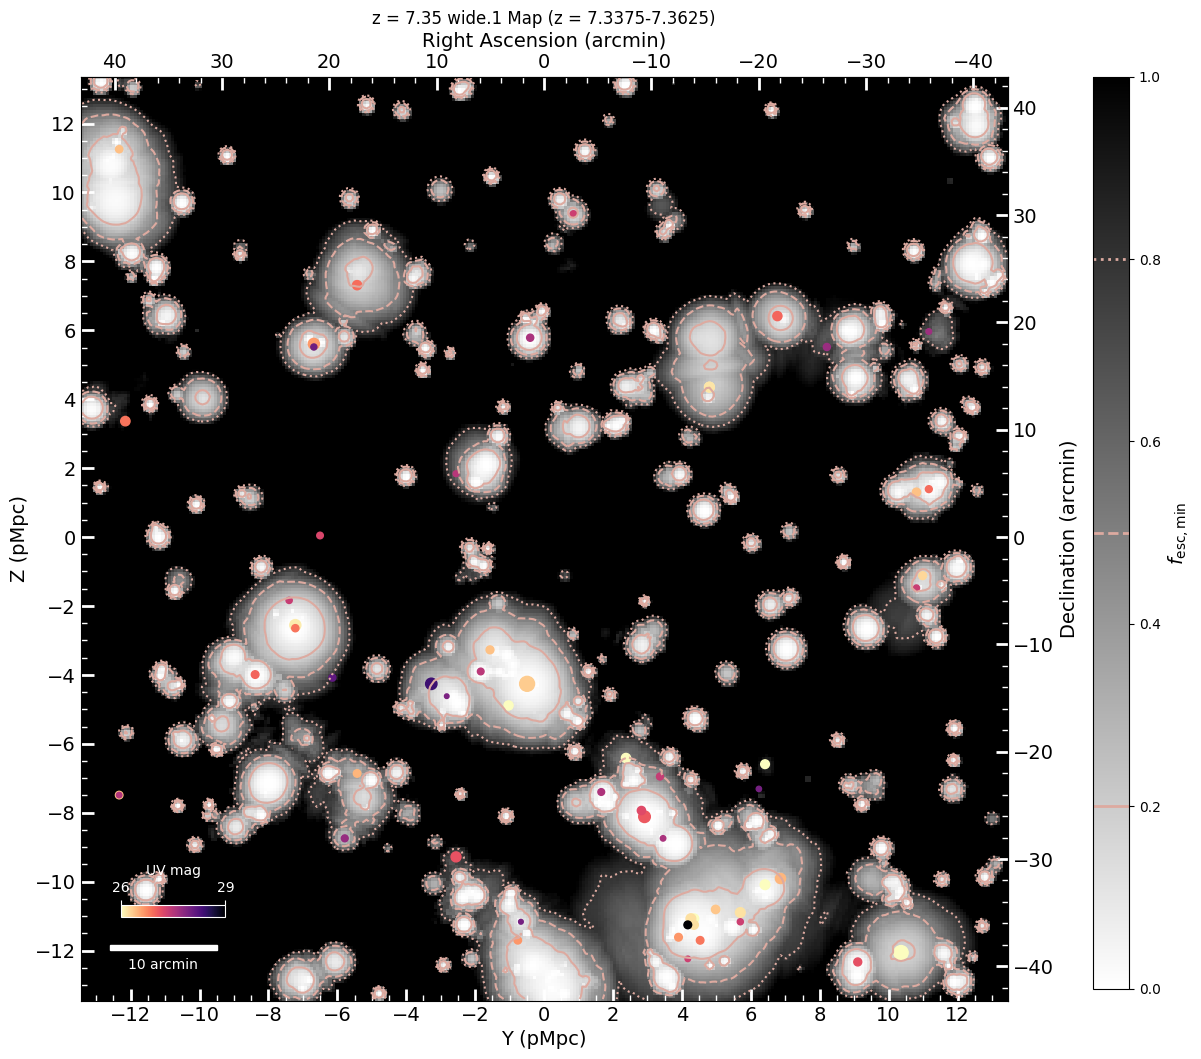 z = 7.35 wide.1 Map (z = 7.3375-7.3625)
Right Ascension (arcmin)
40 30 20 10 0 −10 −20 −30 −40
12 10 8 6 4 2 0 −2 −4 −6 −8 −10 −12
Z (pMpc)
40 30 20 10 0 −10 −20 −30 −40
Declination (arcmin)
1.0 0.8 0.6 0.4 0.2 0.0
f_esc,min
UV mag
26 29
10 arcmin
−12 −10 −8 −6 −4 −2 0 2 4 6 8 10 12
Y (pMpc)